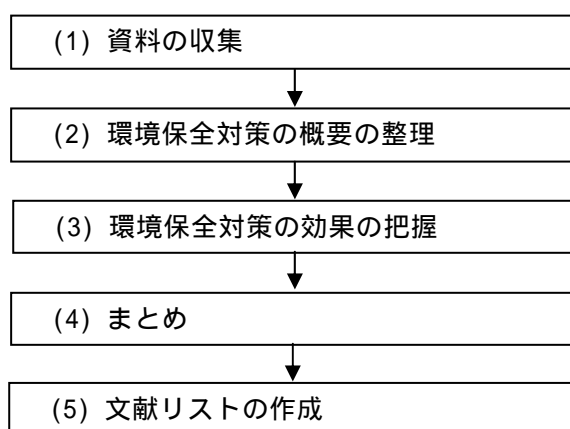 (1) 資料の収集
(2) 環境保全対策の概要の整理
(3) 環境保全対策の効果の把握
(4) まとめ
(5) 文献リストの作成